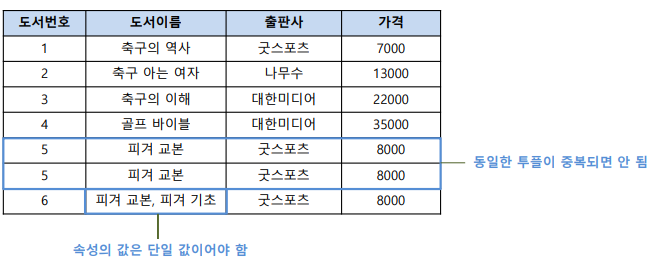 도서번호 도서이름 출판사 가격
1 축구의 역사 굿스포츠 7000
2 축구 아는 여자 나무수 13000
3 축구의 이해 대한미디어 22000
4 골프 바이블 대한미디어 35000
5 피겨 교본 굿스포츠 8000
5 피겨 교본 굿스포츠 8000
6 피겨 교본, 피겨 기초 굿스포츠 8000
동일한 투플이 중복되면 안 됨
속성의 값은 단일 값이어야 함